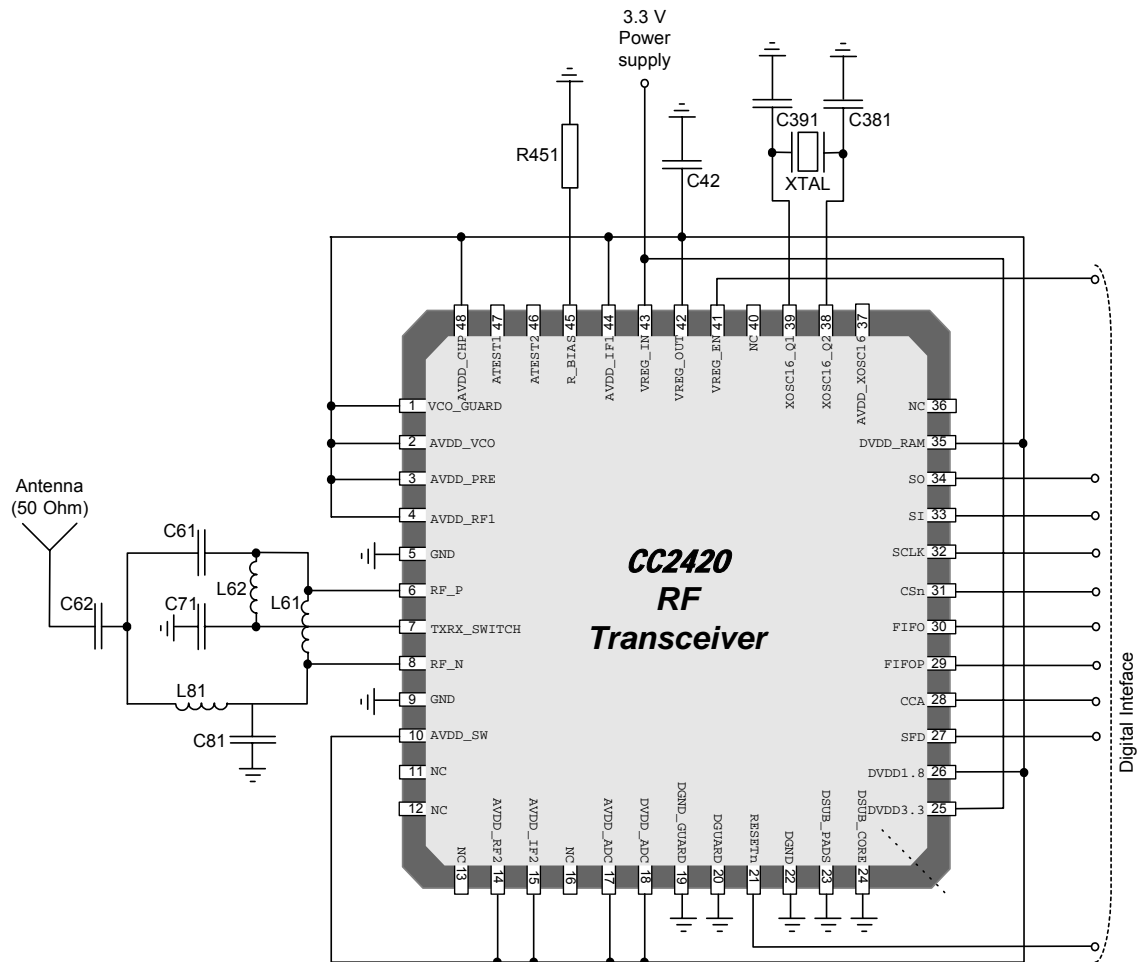 3.3 V
Power
supply
C391
C381
R451
C42
XTAL
48
47
46
45
44
43
42
41
40
39
38
37
AVDD_CHP
ATEST1
ATEST2
R_BIAS
AVDD_IF1
VREG_IN
VREG_OUT
VREG_EN
NC
XOSC16_Q1
XOSC16_Q2
AVDD_XOSC16
1 VCO_GUARD
NC 36
2 AVDD_VCO
DVDD_RAM 35
3 AVDD_PRE
SO 34
Antenna
(50 Ohm)
4 AVDD_RF1
SI 33
C61
5 GND
SCLK 32
CC2420
RF
Transceiver
L62
6 RF_P
CSn 31
C62
C71
L61
7 TXRX_SWITCH
FIFO 30
8 RF_N
FIFOP 29
L81
9 GND
CCA 28
C81
10 AVDD_SW
SFD 27
11 NC
DVDD1.8 26
12 NC
DVDD3.3 25
Digital Inteface
NC
AVDD_RF2
AVDD_IF2
NC
AVDD_ADC
DVDD_ADC
DGND_GUARD
DGUARD
RESETn
DGND
DSUB_PADS
DSUB_CORE
13
14
15
16
17
18
19
20
21
22
23
24